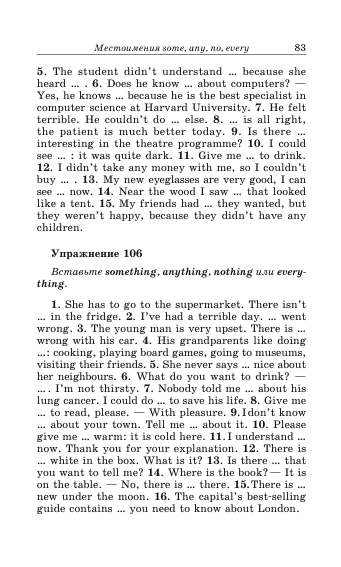 Местоимения some, any, no, every 83
5. The student didn't understand ... because she
heard ... . 6. Does he know ... about computers? —
Yes, he knows ... because he is the best specialist in
computer science at Harvard University. 7. He felt
terrible. He couldn't do ... else. 8. ... is all right,
the patient is much better today. 9. Is there ...
interesting in the theatre programme? 10. I could
see ... : it was quite dark. 11. Give me ... to drink.
12. I didn't take any money with me, so I couldn't
buy ... . 13. My new eyeglasses are very good, I can
see ... now. 14. Near the wood I saw ... that looked
like a tent. 15. My friends had ... they wanted, but
they weren't happy, because they didn't have any
children.
Упражнение 106
Вставьте something, anything, nothing или every-
thing.
1. She has to go to the supermarket. There isn't
... in the fridge. 2. I've had a terrible day. ... went
wrong. 3. The young man is very upset. There is ...
wrong with his car. 4. His grandparents like doing
...: cooking, playing board games, going to museums,
visiting their friends. 5. She never says ... nice about
her neighbours. 6. What do you want to drink? —
... . I'm not thirsty. 7. Nobody told me ... about his
lung cancer. I could do ... to save his life. 8. Give me
... to read, please. — With pleasure. 9. I don't know
... about your town. Tell me ... about it. 10. Please
give me ... warm: it is cold here. 11. I understand ...
now. Thank you for your explanation. 12. There is
... white in the box. What is it? 13. Is there ... that
you want to tell me? 14. Where is the book? — It is
on the table. — No, there is ... there. 15. There is ...
new under the moon. 16. The capital's best-selling
guide contains ... you need to know about London.